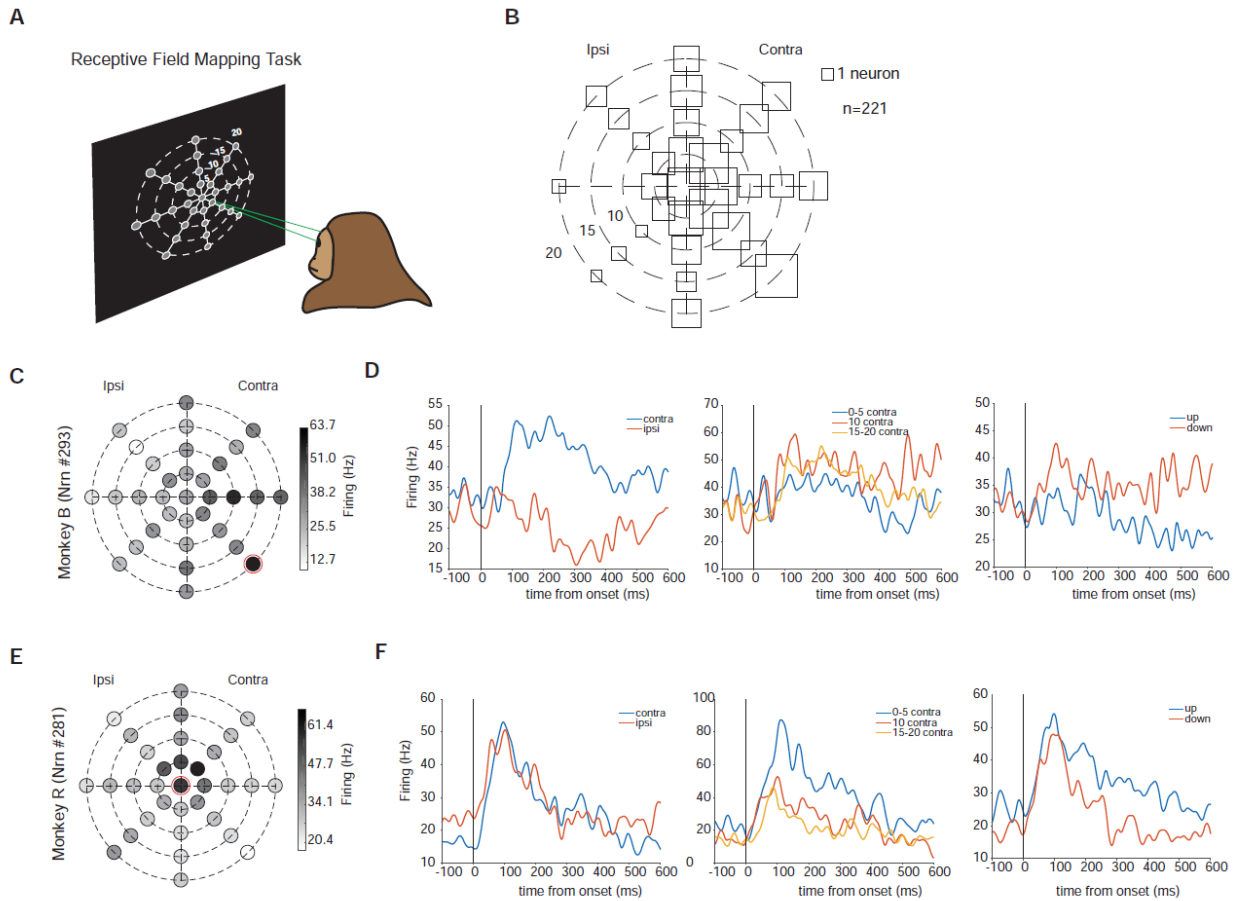 A
Receptive Field Mapping Task
20
15
10
5
B
Ipsi
Contra
1 neuron
n=221
10
15
20
C
Ipsi
Contra
Monkey B (Nrn #293)
63.7
51.0
38.2
25.5
12.7
Firing (Hz)
D
55
50
45
40
35
30
25
20
15
Firing (Hz)
contra
ipsi
-100 0 100 200 300 400 500 600
time from onset (ms)
70
60
50
40
30
20
10
0-5 contra
10 contra
15-20 contra
-100 0 100 200 300 400 500 600
time from onset (ms)
50
45
40
35
30
25
20
up
down
-100 0 100 200 300 400 500 600
time from onset (ms)
E
Ipsi
Contra
Monkey R (Nrn #281)
61.4
47.7
34.1
20.4
Firing (Hz)
F
60
50
40
30
20
10
Firing (Hz)
contra
ipsi
-100 0 100 200 300 400 500 600
time from onset (ms)
100
80
60
40
20
0
0-5 contra
10 contra
15-20 contra
-100 0 100 200 300 400 500 600
time from onset (ms)
60
50
40
30
20
10
up
down
-100 0 100 200 300 400 500 600
time from onset (ms)